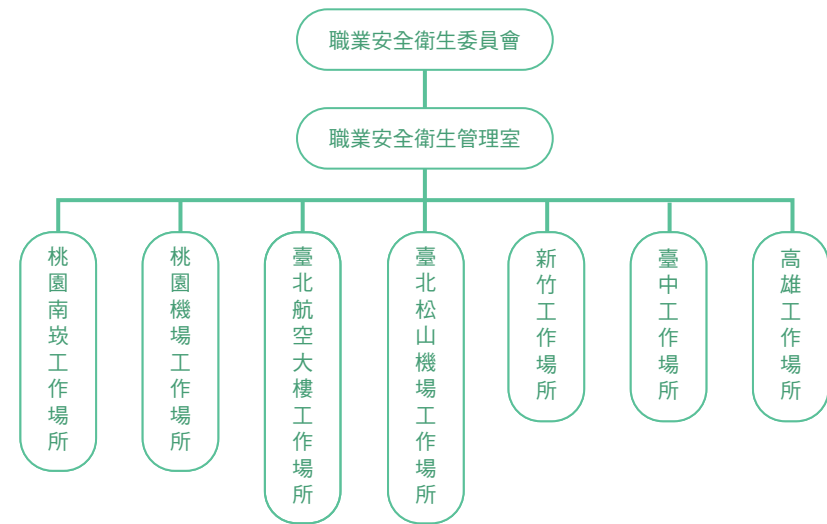 職業安全衛生委員會
職業安全衛生管理室
桃園南崁工作場所
桃園機場工作場所
臺北航空大樓工作場所
臺北松山機場工作場所
新竹工作場所
臺中工作場所
高雄工作場所